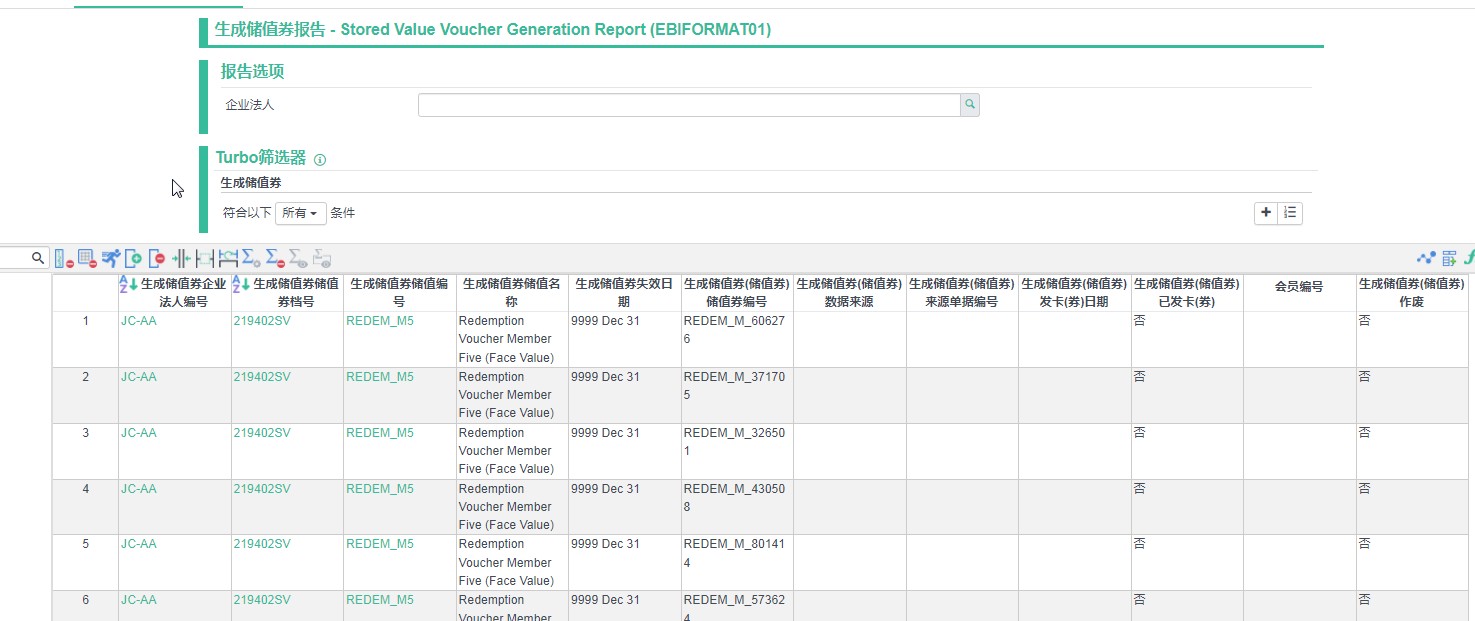 生成储值券报告 - Stored Value Voucher Generation Report (EBIFORMAT01)
报告选项
企业法人
Turbo筛选器
生成储值券
符合以下 所有 条件
生成储值券企业法人编号 生成储值券储值券档号 生成储值券储值编号 生成储值券储值名称 生成储值券失效日期 生成储值券(储值券)储值券编号 生成储值券(储值券)数据来源 生成储值券(储值券)来源单据编号 生成储值券(储值券)发卡(券)日期 生成储值券(储值券)已发卡(券) 会员编号 生成储值券(储值券)作废
1 JC-AA 219402SV REDEM_M5 Redemption Voucher Member Five (Face Value) 9999 Dec 31 REDEM_M_606276 否 否
2 JC-AA 219402SV REDEM_M5 Redemption Voucher Member Five (Face Value) 9999 Dec 31 REDEM_M_371705 否 否
3 JC-AA 219402SV REDEM_M5 Redemption Voucher Member Five (Face Value) 9999 Dec 31 REDEM_M_326501 否 否
4 JC-AA 219402SV REDEM_M5 Redemption Voucher Member Five (Face Value) 9999 Dec 31 REDEM_M_430508 否 否
5 JC-AA 219402SV REDEM_M5 Redemption Voucher Member Five (Face Value) 9999 Dec 31 REDEM_M_801414 否 否
6 JC-AA 219402SV REDEM_M5 Redemption Voucher Member 9999 Dec 31 REDEM_M_573624 否 否